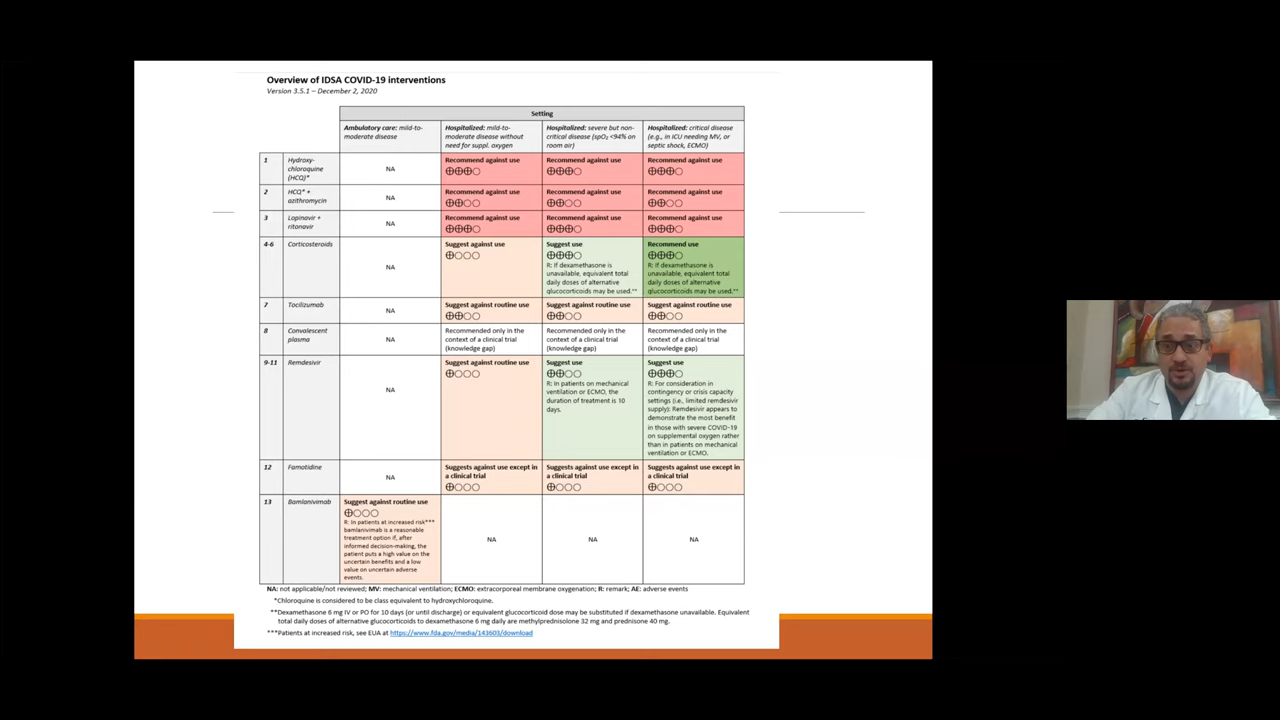 Overview of IDSA COVID-19 interventions
Version 3.5.1 – December 2, 2020
Setting
Ambulatory care: mild-to-
moderate disease
Hospitalized: mild-to-
moderate disease without
need for suppl. oxygen
Hospitalized: severe but non-
critical disease (spO₂ <94% on
room air)
Hospitalized: critical disease
(e.g., in ICU needing MV, or
septic shock, ECMO)
1
Hydroxy-
chloroquine
(HCQ)*
NA
Recommend against use
⨁⨁⨁◯
Recommend against use
⨁⨁⨁◯
Recommend against use
⨁⨁⨁◯
2
HCQ* +
azithromycin
NA
Recommend against use
⨁⨁◯◯
Recommend against use
⨁⨁◯◯
Recommend against use
⨁⨁◯◯
3
Lopinavir +
ritonavir
NA
Recommend against use
⨁⨁⨁◯
Recommend against use
⨁⨁⨁◯
Recommend against use
⨁⨁⨁◯
4-6
Corticosteroids
NA
Suggest against use
⨁◯◯◯
Suggest use
⨁⨁⨁◯
R: If dexamethasone is
unavailable, equivalent total
daily doses of alternative
glucocorticoids may be used.**
Recommend use
⨁⨁⨁◯
R: If dexamethasone is
unavailable, equivalent total
daily doses of alternative
glucocorticoids may be used.**
7
Tocilizumab
NA
Suggest against routine use
⨁⨁◯◯
Suggest against routine use
⨁⨁◯◯
Suggest against routine use
⨁⨁◯◯
8
Convalescent
plasma
NA
Recommended only in the
context of a clinical trial
(knowledge gap)
Recommended only in the
context of a clinical trial
(knowledge gap)
Recommended only in the
context of a clinical trial
(knowledge gap)
9-11
Remdesivir
NA
Suggest against routine use
⨁◯◯◯
Suggest use
⨁⨁◯◯
R: In patients on mechanical
ventilation or ECMO, the
duration of treatment is 10
days.
Suggest use
⨁⨁⨁◯
R: For consideration in
contingency or crisis capacity
settings (i.e., limited remdesivir
supply): Remdesivir appears to
demonstrate the most benefit
in those with severe COVID-19
on supplemental oxygen rather
than in patients on mechanical
ventilation or ECMO.
12
Famotidine
NA
Suggests against use except in
a clinical trial
⨁◯◯◯
Suggests against use except in
a clinical trial
⨁◯◯◯
Suggests against use except in
a clinical trial
⨁◯◯◯
13
Bamlanivimab
Suggest against routine use
⨁◯◯◯
R: In patients at increased risk***
bamlanivimab is a reasonable
treatment option if, after
informed decision-making, the
patient puts a high value on the
uncertain benefits and a low
value on uncertain adverse
events.
NA
NA
NA
NA: not applicable/not reviewed; MV: mechanical ventilation; ECMO: extracorporeal membrane oxygenation; R: remark; AE: adverse events
*Chloroquine is considered to be class equivalent to hydroxychloroquine.
**Dexamethasone 6 mg IV or PO for 10 days (or until discharge) or equivalent glucocorticoid dose may be substituted if dexamethasone unavailable. Equivalent
total daily doses of alternative glucocorticoids to dexamethasone 6 mg daily are methylprednisolone 32 mg and prednisone 40 mg.
***Patients at increased risk, see EUA at https://www.fda.gov/media/143603/download